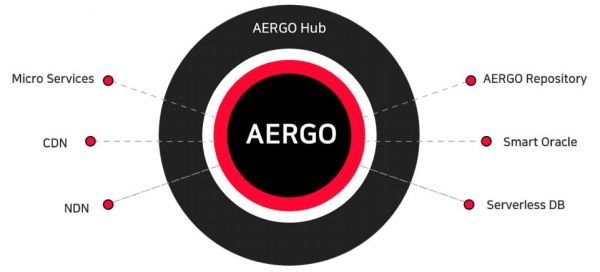 AERGO Hub
Micro Services
AERGO Repository
CDN
AERGO
Smart Oracle
NDN
Serverless DB